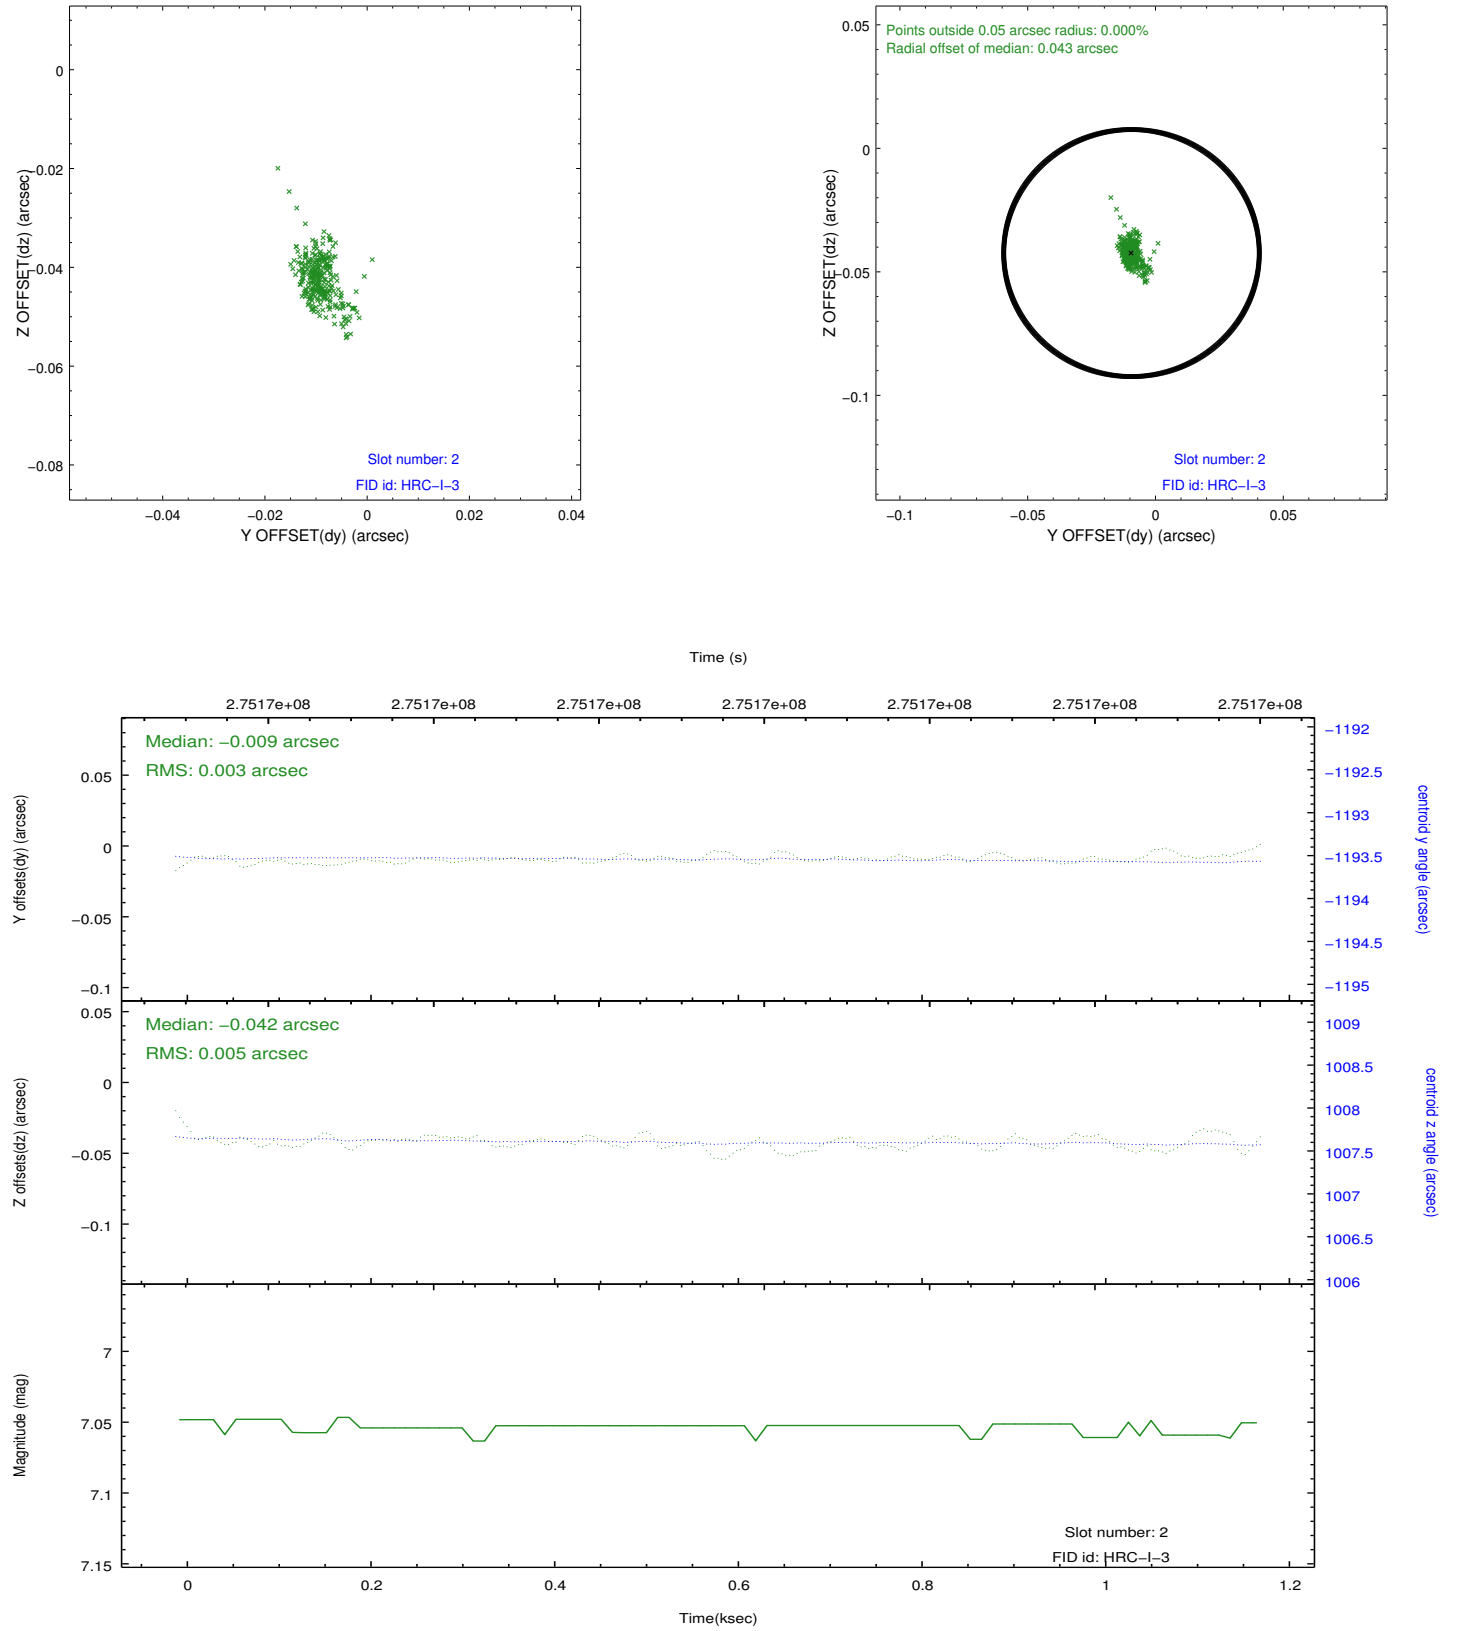 0
−0.02
−0.04
−0.06
−0.08
Z OFFSET(dz) (arcsec)
Slot number: 2
FID id: HRC−I−3
−0.04
−0.02
0
0.02
0.04
Y OFFSET(dy) (arcsec)
Points outside 0.05 arcsec radius: 0.000%
Radial offset of median: 0.043 arcsec
0.05
0
−0.05
−0.1
Z OFFSET(dz) (arcsec)
Slot number: 2
FID id: HRC−I−3
−0.1
−0.05
0
0.05
Y OFFSET(dy) (arcsec)
Time (s)
2.7517e+08 2.7517e+08 2.7517e+08 2.7517e+08 2.7517e+08 2.7517e+08 2.7517e+08
Median: −0.009 arcsec
RMS: 0.003 arcsec
0.05
0
−0.05
−0.1
Y offsets(dy) (arcsec)
−1192
−1192.5
−1193
−1193.5
−1194
−1194.5
−1195
centroid y angle (arcsec)
Median: −0.042 arcsec
RMS: 0.005 arcsec
0.05
0
−0.05
−0.1
Z offsets(dz) (arcsec)
1009
1008.5
1008
1007.5
1007
1006.5
1006
centroid z angle (arcsec)
7
7.05
7.1
7.15
Magnitude (mag)
Slot number: 2
FID id: HRC−I−3
0 0.2 0.4 0.6 0.8 1 1.2
Time(ksec)